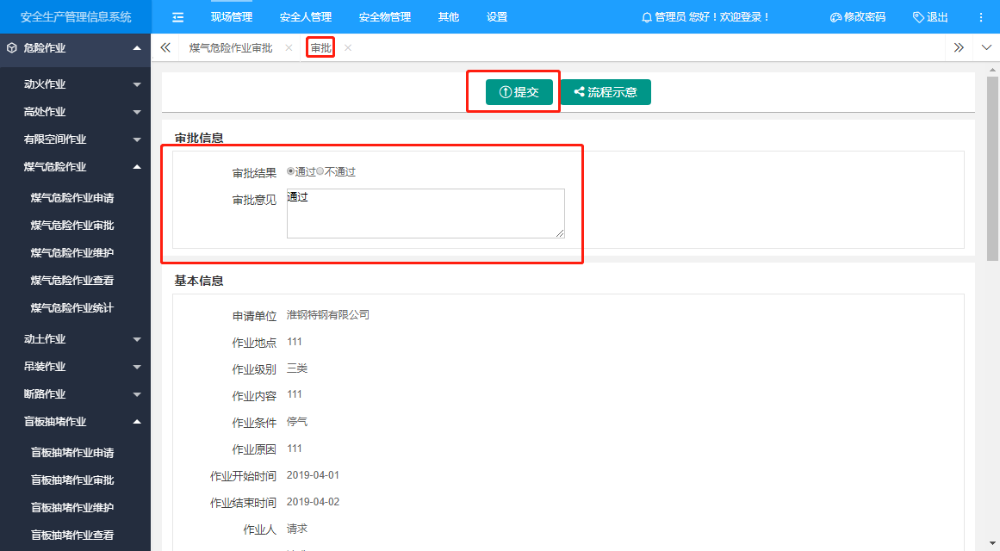 安全生产管理信息系统
现场管理 安全人管理 安全物管理 其他 设置 管理员 您好！欢迎登录！ 修改密码 退出
危险作业
动火作业
高处作业
有限空间作业
煤气危险作业
煤气危险作业申请
煤气危险作业审批
煤气危险作业维护
煤气危险作业查看
煤气危险作业统计
动土作业
吊装作业
断路作业
盲板抽堵作业
盲板抽堵作业申请
盲板抽堵作业审批
盲板抽堵作业维护
盲板抽堵作业查看
煤气危险作业审批 × 审批 ×
提交 流程示意
审批信息
审批结果 通过 不通过
审批意见 通过
基本信息
申请单位 淮钢特钢有限公司
作业地点 111
作业级别 三类
作业内容 111
作业条件 停气
作业原因 111
作业开始时间 2019-04-01
作业结束时间 2019-04-02
作业人 请求